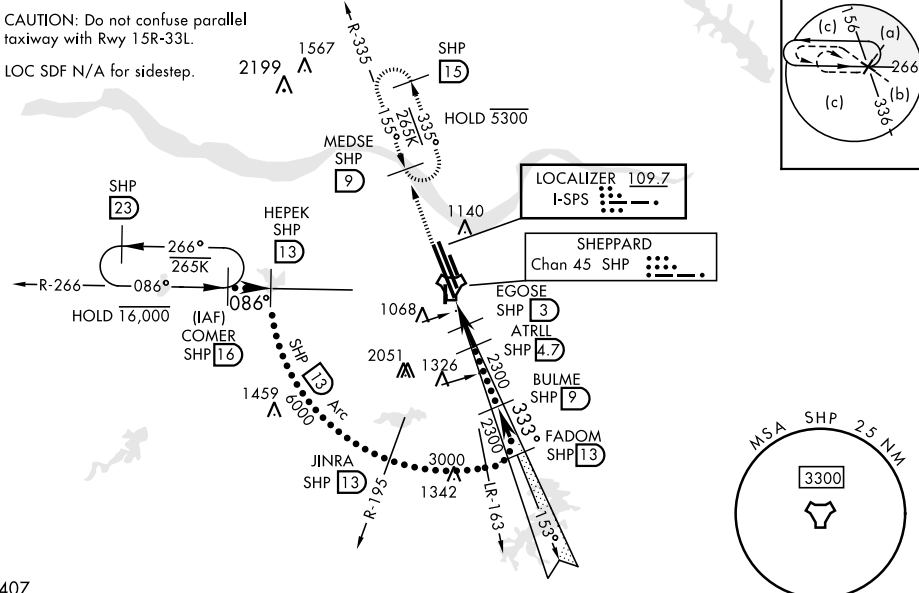 CAUTION: Do not confuse parallel
taxiway with Rwy 15R-33L.
LOC SDF N/A for sidestep.
2199
1567
R-335
SHP
15
HOLD 5300
335°
265K
155°
MEDSE
SHP
9
156
(c)
(a)
266
(b)
(c)
336
LOCALIZER 109.7
I-SPS
1140
SHEPPARD
Chan 45 SHP
SHP
23
HEPEK
SHP
13
266°
265K
R-266
086°
086°
HOLD 16,000
(IAF)
COMER
SHP 16
1068
EGOSE
SHP 3
ATRLL
SHP 4.7
2051
1326
2300
BULME
SHP 9
SHP 13 Arc
6000
1459
333°
2300
FADOM
SHP 13
JINRA
SHP 13
3000
1342
R-195
LR-163
153°
MSA SHP 25 NM
3300
407